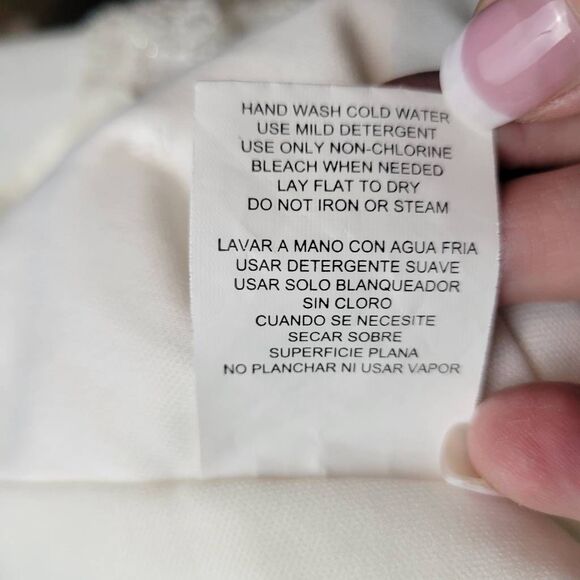 HAND WASH COLD WATER
USE MILD DETERGENT
USE ONLY NON-CHLORINE
BLEACH WHEN NEEDED
LAY FLAT TO DRY
DO NOT IRON OR STEAM
LAVAR A MANO CON AGUA FRIA
USAR DETERGENTE SUAVE
USAR SOLO BLANQUEADOR
SIN CLORO
CUANDO SE NECESITE
SECAR SOBRE
SUPERFICIE PLANA
NO PLANCHAR NI USAR VAPOR